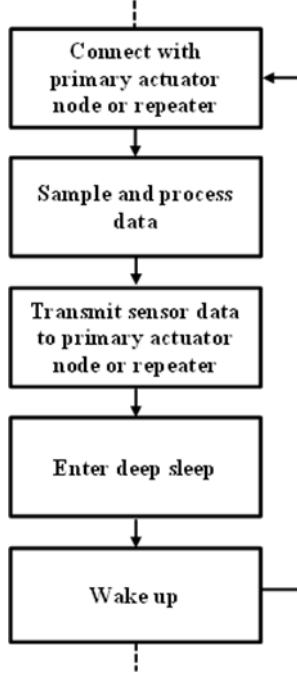 Connect with
primary actuator
node or repeater
Sample and process
data
Transmit sensor data
to primary actuator
node or repeater
Enter deep sleep
Wake up